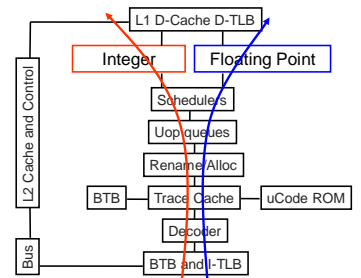 L1 D-Cache D-TLB
Integer
Floating Point
L2 Cache and Control
Schedulers
Uop queues
Rename/Alloc
BTB
Trace Cache
uCode ROM
Decoder
Bus
BTB and I-TLB